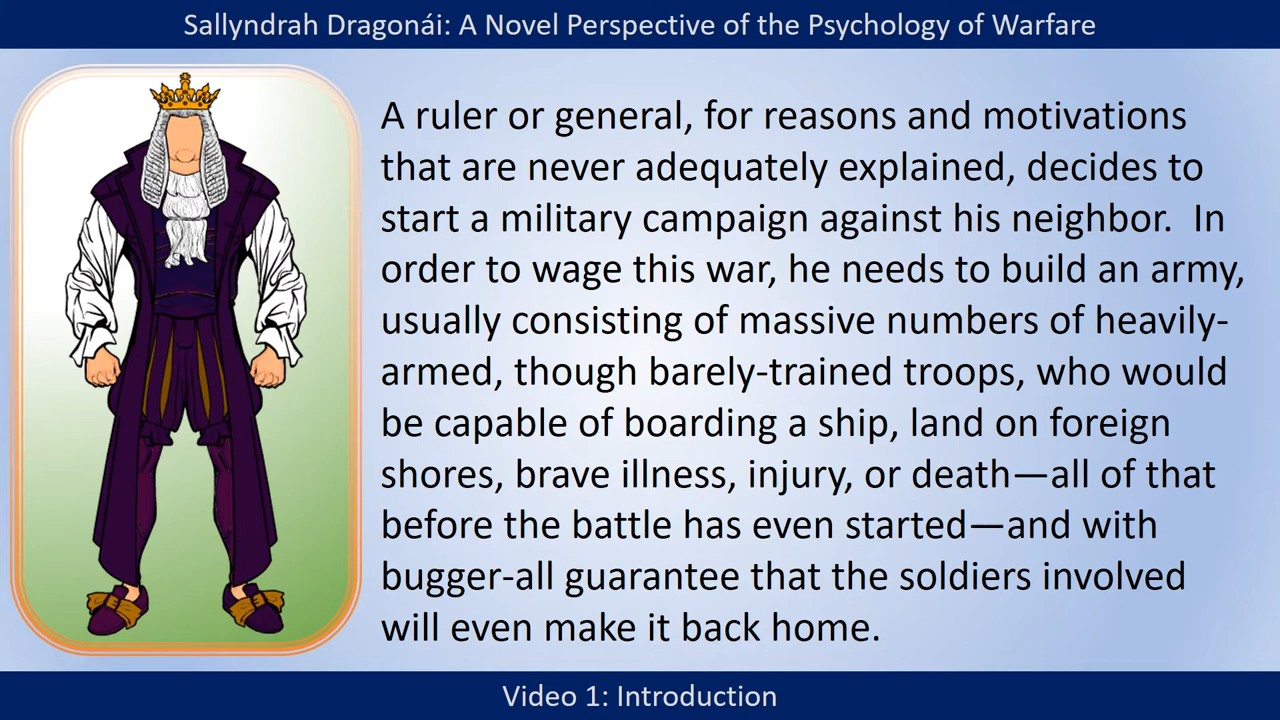 Sallyndrah Dragonái: A Novel Perspective of the Psychology of Warfare
A ruler or general, for reasons and motivations
that are never adequately explained, decides to
start a military campaign against his neighbor.  In
order to wage this war, he needs to build an army,
usually consisting of massive numbers of heavily-
armed, though barely-trained troops, who would
be capable of boarding a ship, land on foreign
shores, brave illness, injury, or death—all of that
before the battle has even started—and with
bugger-all guarantee that the soldiers involved
will even make it back home.
Video 1: Introduction